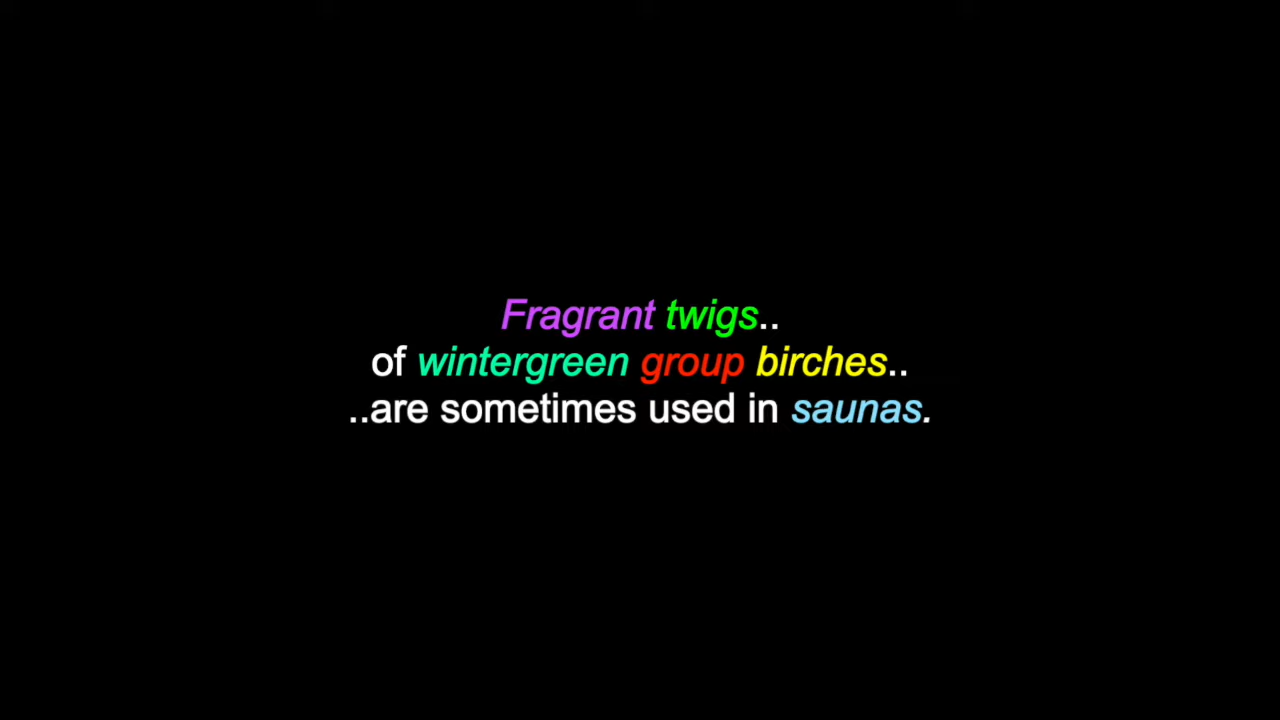 Fragrant twigs..
of wintergreen group birches..
..are sometimes used in saunas.